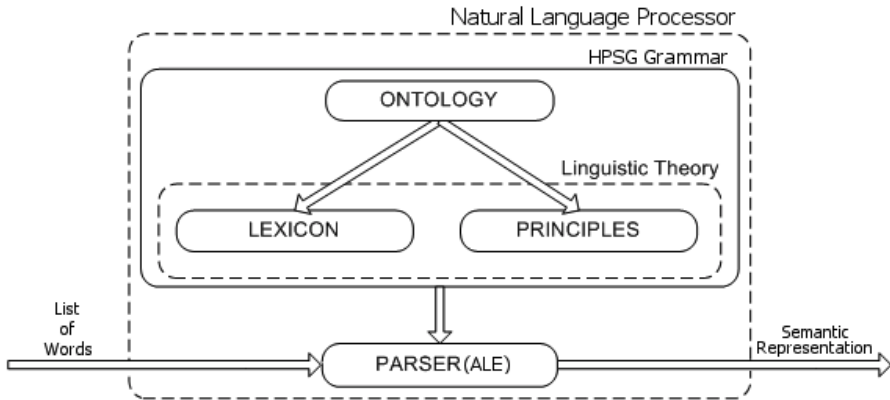 Natural Language Processor
HPSG Grammar
ONTOLOGY
Linguistic Theory
LEXICON
PRINCIPLES
List
of
Words
PARSER(ALE)
Semantic
Representation